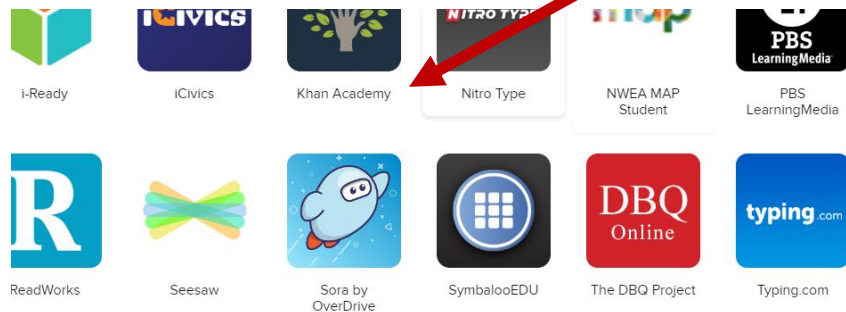 iCivics
NITRO TYPE
map
PBS
LearningMedia
i-Ready
iCivics
Khan Academy
Nitro Type
NWEA MAP
Student
PBS
LearningMedia
R
DBQ
Online
typing.com
ReadWorks
Seesaw
Sora by
OverDrive
SymbalooEDU
The DBQ Project
Typing.com